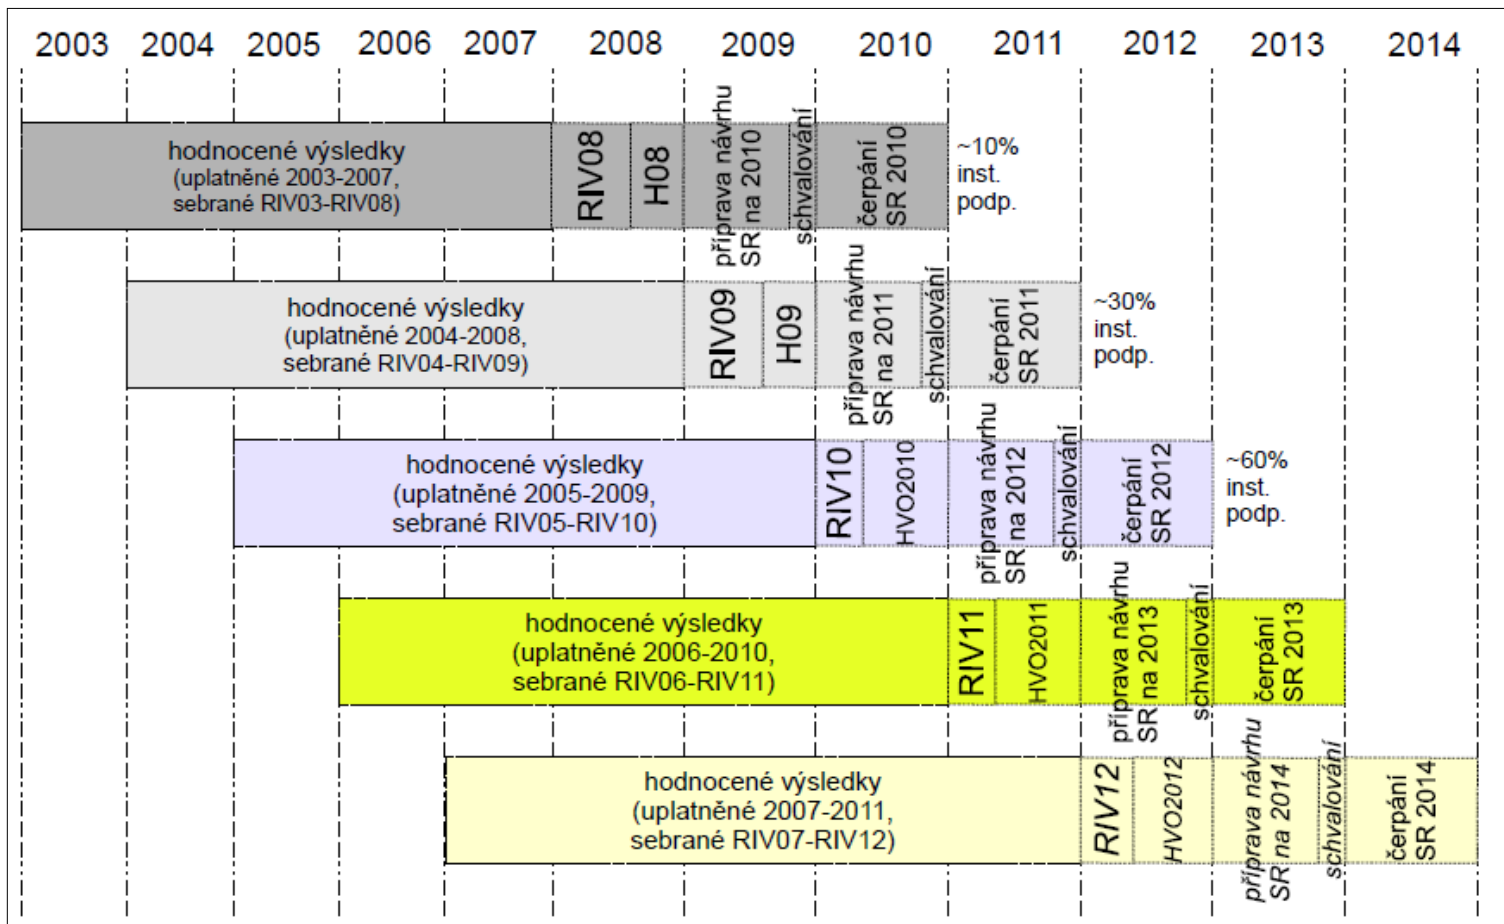 2003 2004 2005 2006 2007 2008 2009 2010 2011 2012 2013 2014
hodnocené výsledky
(uplatněné 2003-2007,
sebrané RIV03-RIV08)
RIV08
H08
příprava návrhu
SR na 2010
schvalování
čerpání
SR 2010
~10%
inst.
podp.
hodnocené výsledky
(uplatněné 2004-2008,
sebrané RIV04-RIV09)
RIV09
H09
příprava návrhu
SR na 2011
schvalování
čerpání
SR 2011
~30%
inst.
podp.
hodnocené výsledky
(uplatněné 2005-2009,
sebrané RIV05-RIV10)
RIV10
HVO2010
příprava návrhu
SR na 2012
schvalování
čerpání
SR 2012
~60%
inst.
podp.
hodnocené výsledky
(uplatněné 2006-2010,
sebrané RIV06-RIV11)
RIV11
HVO2011
příprava návrhu
SR na 2013
schvalování
čerpání
SR 2013
hodnocené výsledky
(uplatněné 2007-2011,
sebrané RIV07-RIV12)
RIV12
HVO2012
příprava návrhu
SR na 2014
schvalování
čerpání
SR 2014